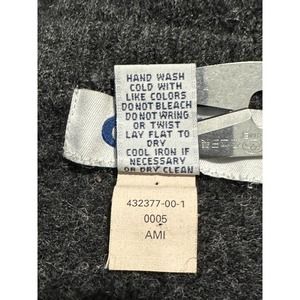 HAND WASH
COLD WITH
LIKE COLORS
DO NOT BLEACH
DO NOT WRING
OR TWIST
LAY FLAT TO
DRY
COOL IRON IF
NECESSARY
OR DRY CLEAN
432377-00-1
0005
AMI